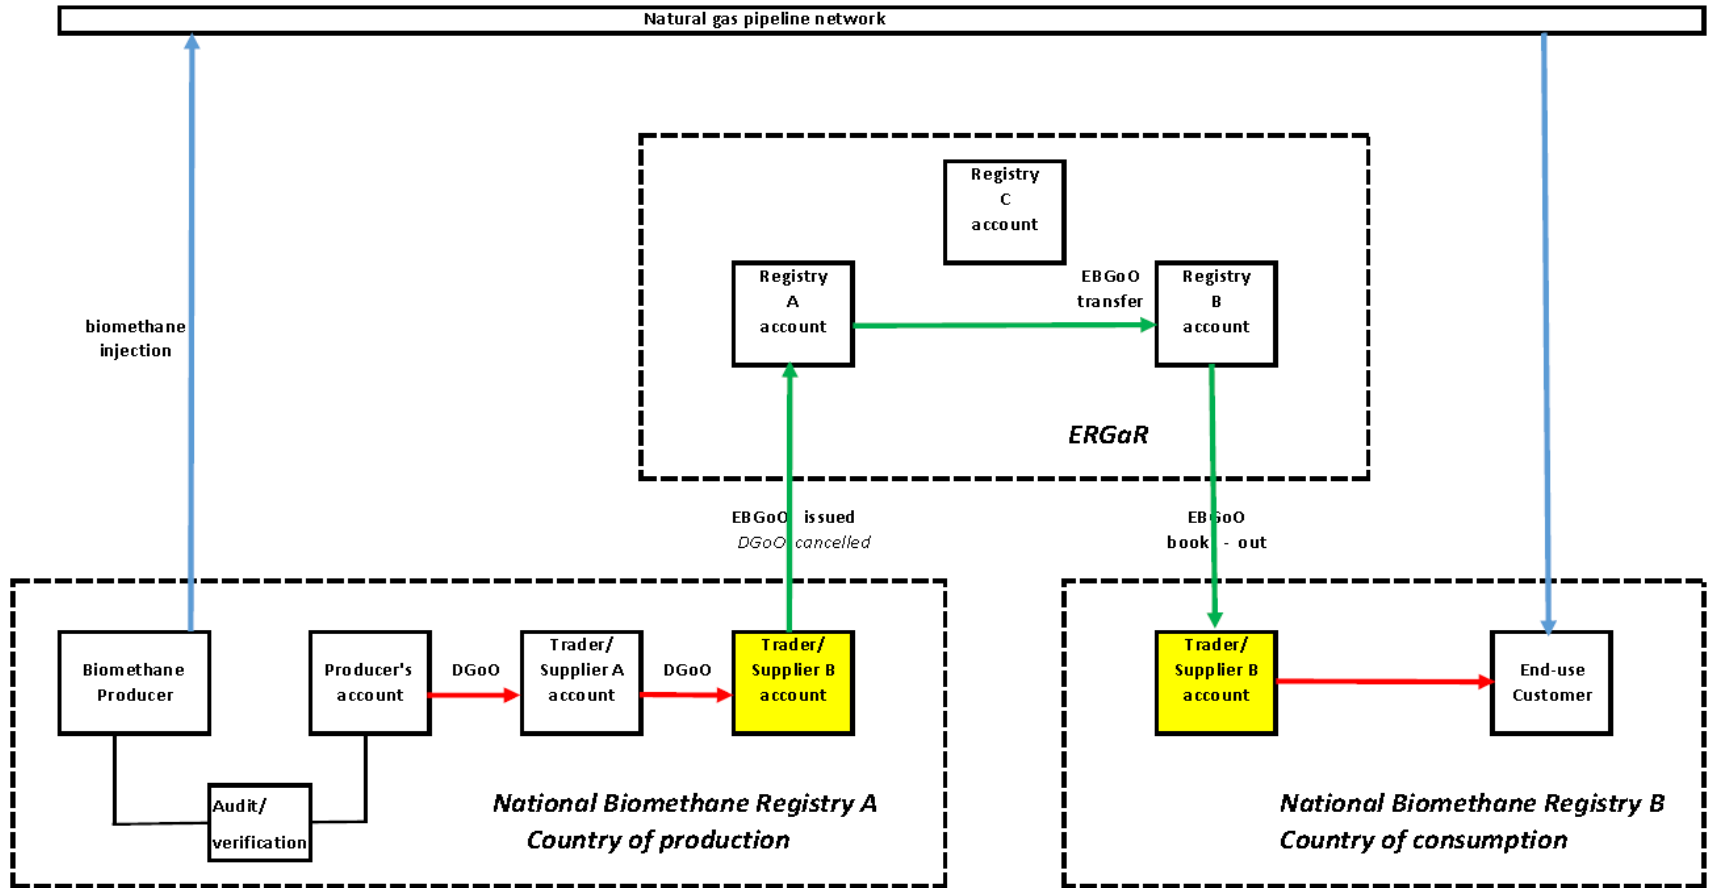 Natural gas pipeline network
Registry
C
account
Registry
A
account
EBGoO
transfer
Registry
B
account
biomethane
injection
ERGaR
EBGoO issued
DGoO cancelled
EBGoO
book - out
Biomethane
Producer
Producer's
account
DGoO
Trader/
Supplier A
account
DGoO
Trader/
Supplier B
account
Trader/
Supplier B
account
End-use
Customer
Audit/
verification
National Biomethane Registry A
Country of production
National Biomethane Registry B
Country of consumption